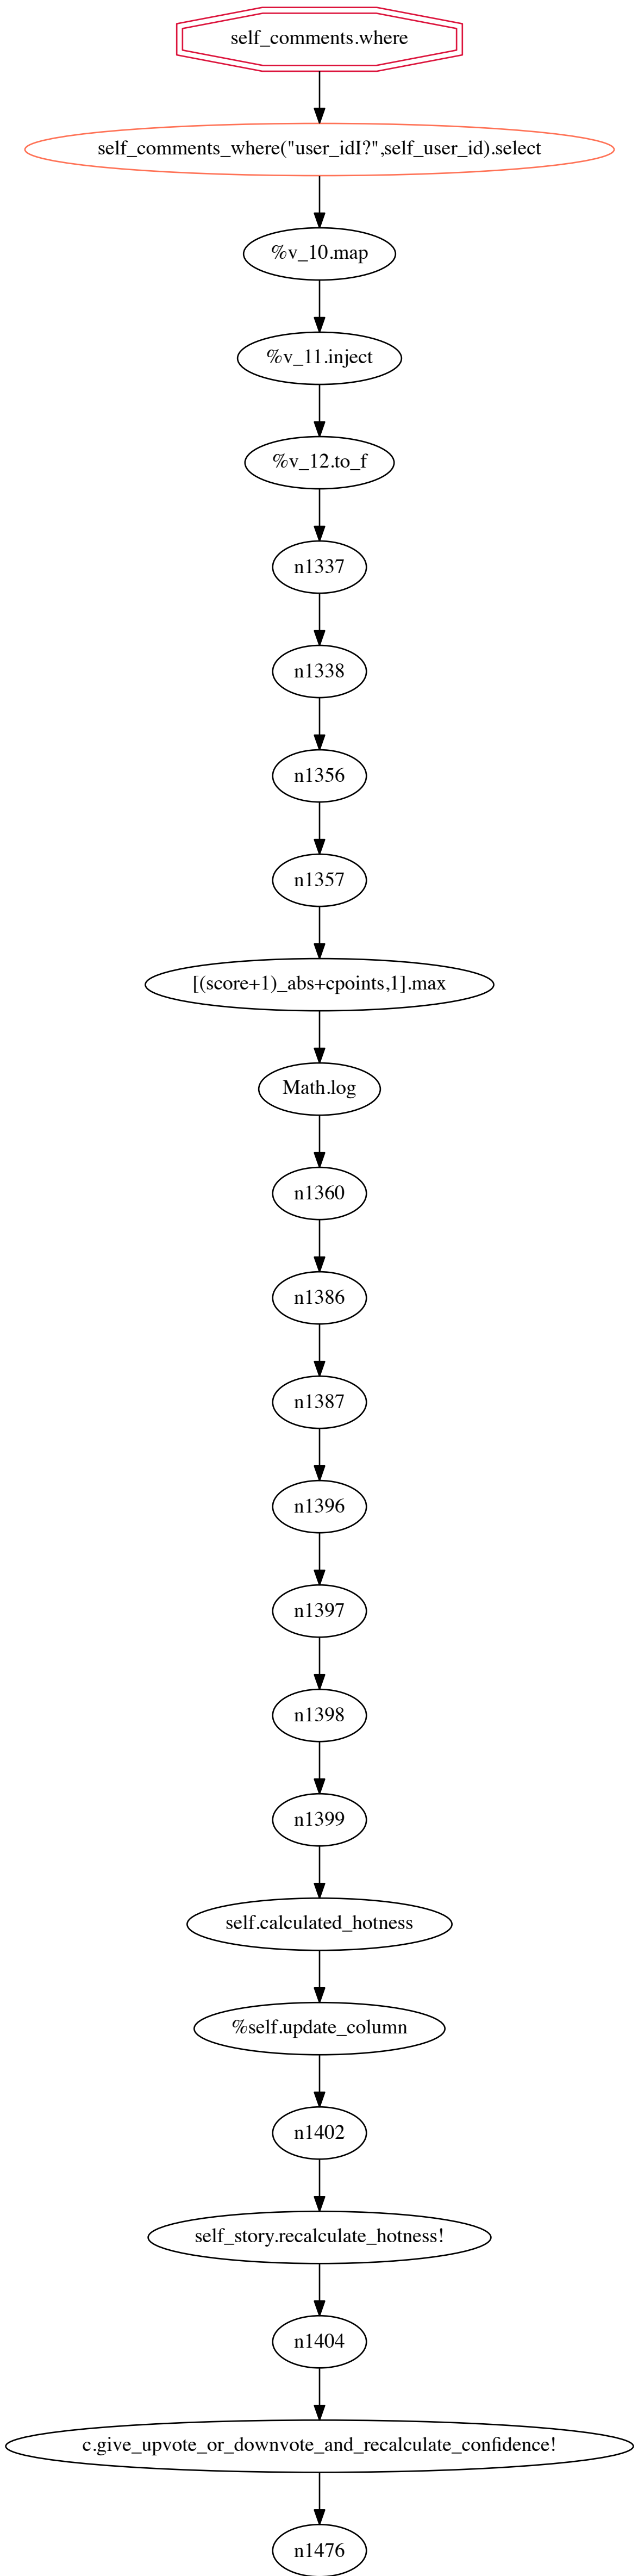 self_comments.where
self_comments_where("user_idI?",self_user_id).select
%v_10.map
%v_11.inject
%v_12.to_f
n1337
n1338
n1356
n1357
[(score+1)_abs+cpoints,1].max
Math.log
n1360
n1386
n1387
n1396
n1397
n1398
n1399
self.calculated_hotness
%self.update_column
n1402
self_story.recalculate_hotness!
n1404
c.give_upvote_or_downvote_and_recalculate_confidence!
n1476